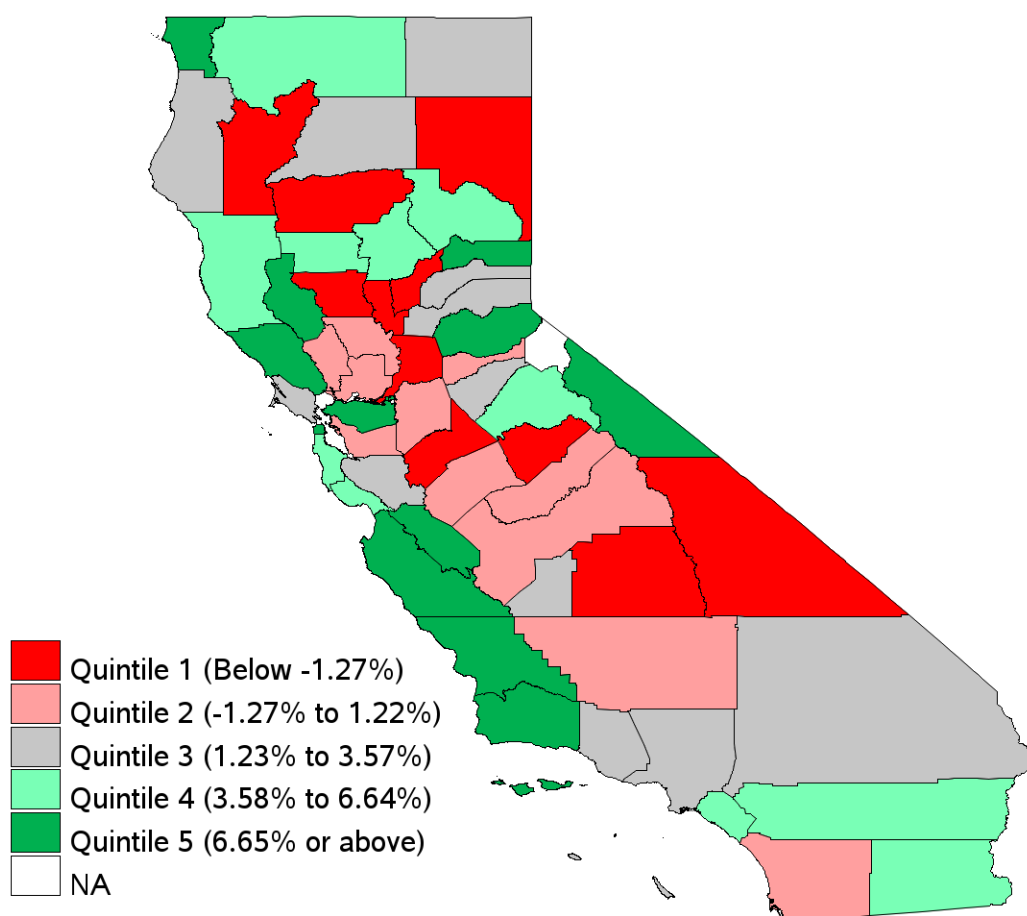 Quintile 1 (Below -1.27%)
Quintile 2 (-1.27% to 1.22%)
Quintile 3 (1.23% to 3.57%)
Quintile 4 (3.58% to 6.64%)
Quintile 5 (6.65% or above)
NA